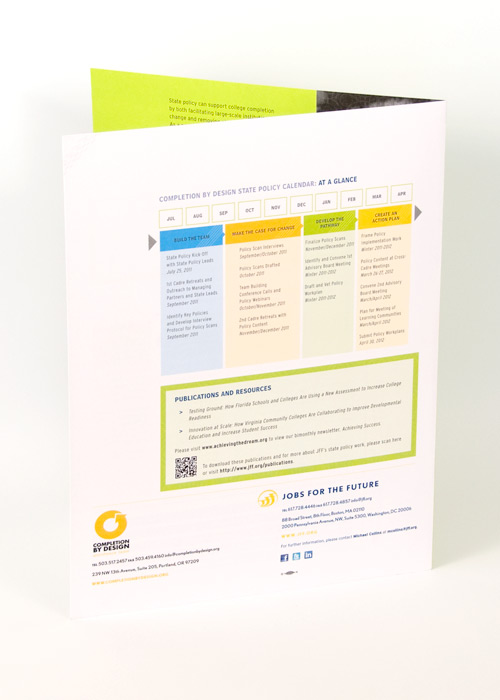 State policy can support college completion
by both facilitating large-scale
change and removing
COMPLETION BY DESIGN STATE POLICY CALENDAR: AT A GLANCE
JUL AUG SEP OCT NOV DEC JAN FEB MAR APR
BUILD THE TEAM
State Policy Kick Off
with State Policy Leads
July 25, 2011
1st Cadre Retreats and
Outreach to Managing
Partners and State Leads
September 2011
Identify Key Policies
and Develop Interview
Protocol for Policy Scans
September 2011
MAKE THE CASE FOR CHANGE
Policy Scan Interviews
September/October 2011
Policy Scans Drafted
October 2011
Team Building
Conference Calls and
Policy Webinars
October/November 2011
2nd Cadre Retreats with
Policy Content
November/December 2011
DEVELOP THE
PATHWAY
Finalize Policy Scans
November/December 2011
Identify and Convene 1st
Advisory Board Meeting
Winter 2011-2012
Draft and Vet Policy
Workplan
Winter 2011-2012
CREATE AN
ACTION PLAN
Frame Policy
Implementation Work
Winter 2011-2012
Policy Content at Cross
Cadre Meetings
March 2012
Convene 2nd Advisory
Board Meeting
March/April 2012
Plan for Meeting of
Learning Communities
March/April 2012
Submit Policy Workplans
April 30, 2012
PUBLICATIONS AND RESOURCES
> Testing Ground: How Florida Schools and Colleges Are Using a New Assessment to Increase College
Readiness
> Innovation at Scale: How Virginia Community Colleges Are Collaborating to Improve Developmental
Education and Increase Student Success
Please visit www.achievingthedream.org to view our bimonthly newsletter, Achieving Success.
To download these publications and for more about JFF's state policy work, please scan here
or visit http://www.jff.org/publications.
COMPLETION
BY DESIGN
TEL 503.517.2457 FAX 503.459.4160 info@completionbydesign.org
239 NW 13th Avenue, Suite 205, Portland, OR 97209
WWW.COMPLETIONBYDESIGN.ORG
JOBS FOR THE FUTURE
TEL 617.728.4446 FAX 617.728.4857 info@jff.org
88 Broad Street, 8th Floor, Boston, MA 02110
2000 Pennsylvania Avenue, NW, Suite 5300, Washington, DC 20006
WWW.JFF.ORG
For further information, please contact Michael Collins at mcollins@jff.org
f t in